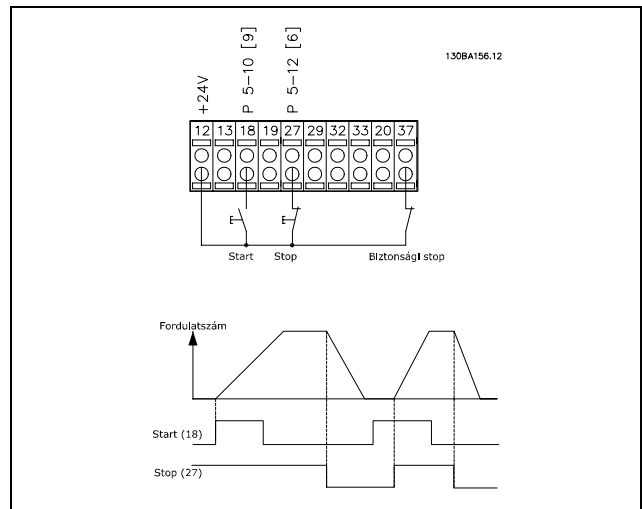 130BA156.12
+24V
P 5-10 [9]
P 5-12 [6]
12 13 18 19 27 29 32 33 20 37
Start Stop Biztonsági stop
Fordulatszám
Start (18)
Stop (27)